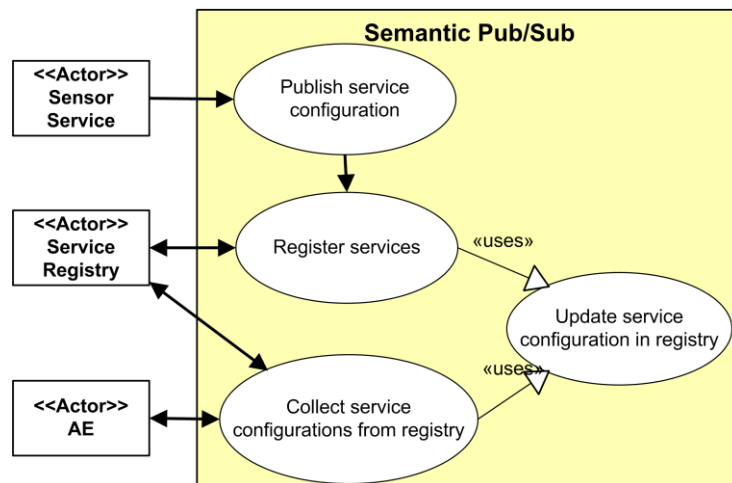 Semantic Pub/Sub
<<Actor>>
Sensor
Service
Publish service
configuration
<<Actor>>
Service
Registry
Register services
«uses»
Update service
configuration in registry
«uses»
<<Actor>>
AE
Collect service
configurations from registry